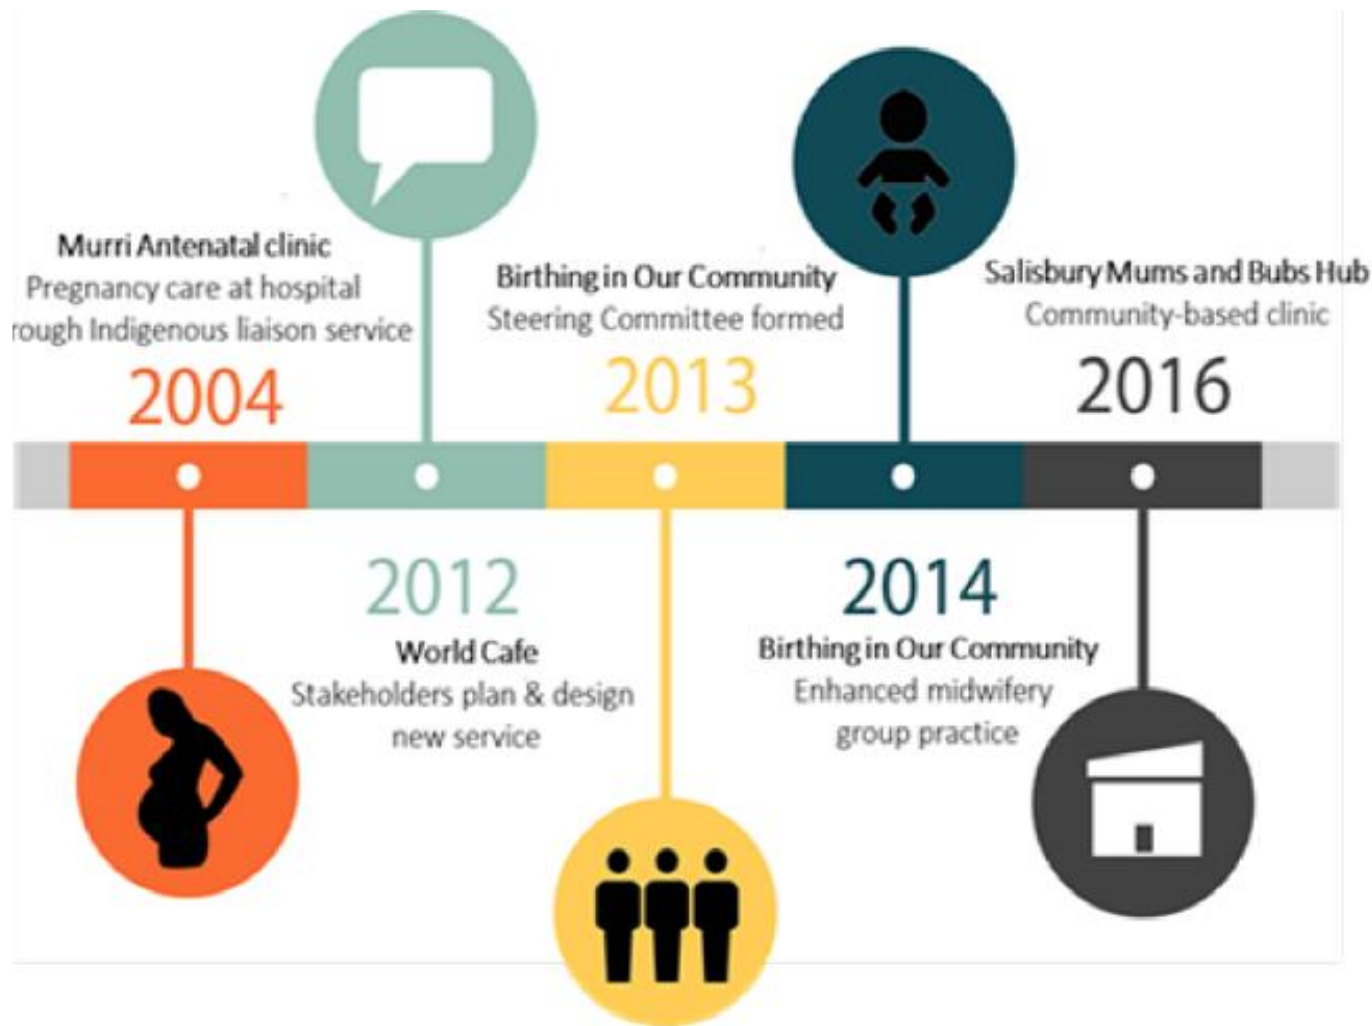 Murri Antenatal clinic
Pregnancy care at hospital
rough Indigenous liaison service
2004
2012
World Cafe
Stakeholders plan & design
new service
Birthing in Our Community
Steering Committee formed
2013
2014
Birthing in Our Community
Enhanced midwifery
group practice
Salisbury Mums and Bubs Hub
Community-based clinic
2016